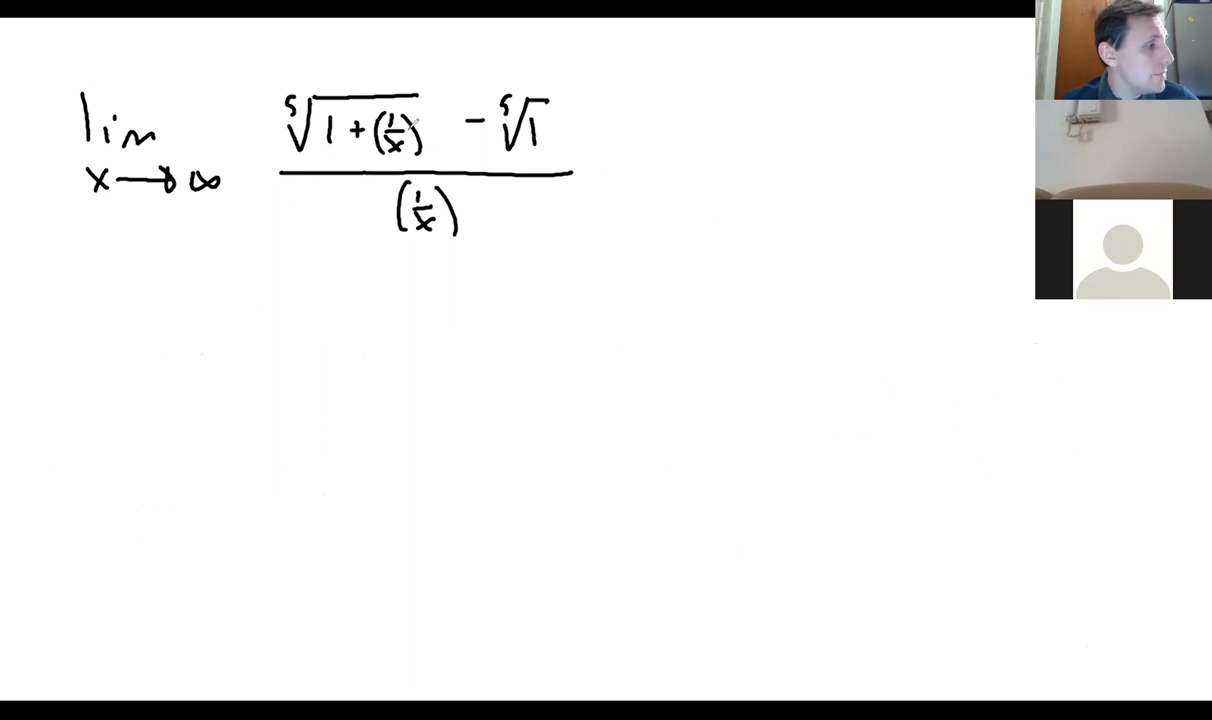 lim x→∞ (⁵√(1 + (1/x)) - ⁵√1) / (1/x)